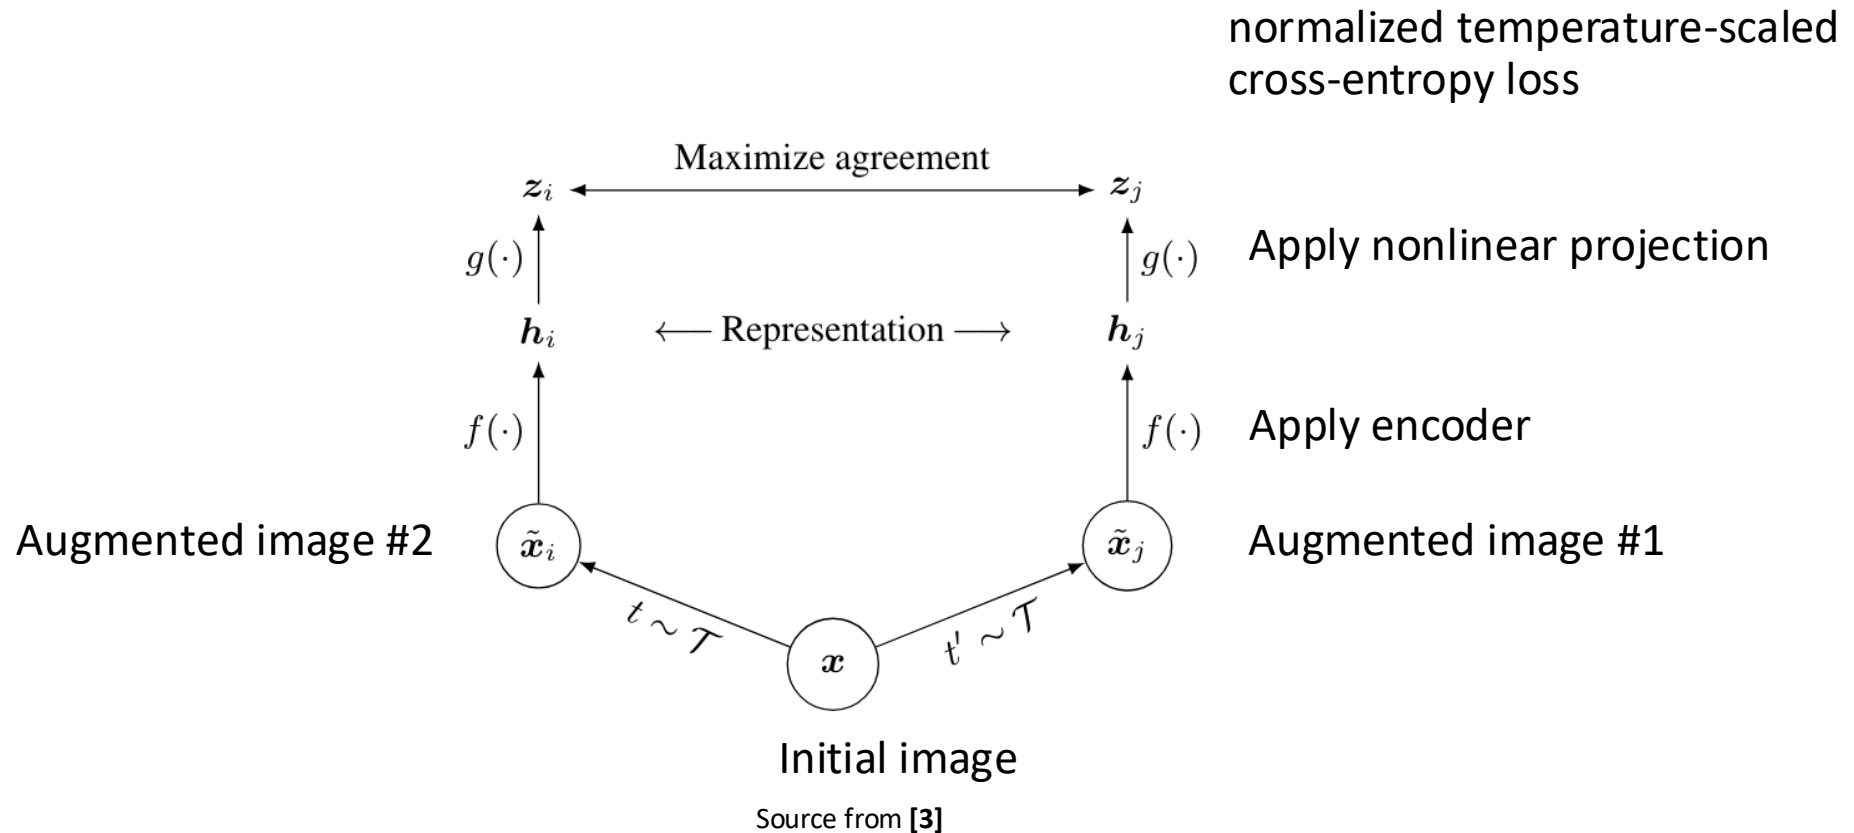 normalized temperature-scaled
cross-entropy loss
Maximize agreement
z_i z_j
g(·) g(·) Apply nonlinear projection
h_i ← Representation → h_j
f(·) f(·) Apply encoder
Augmented image #2 x̃_i x̃_j Augmented image #1
t ∼ 𝒯 t′ ∼ 𝒯
x
Initial image
Source from [3]